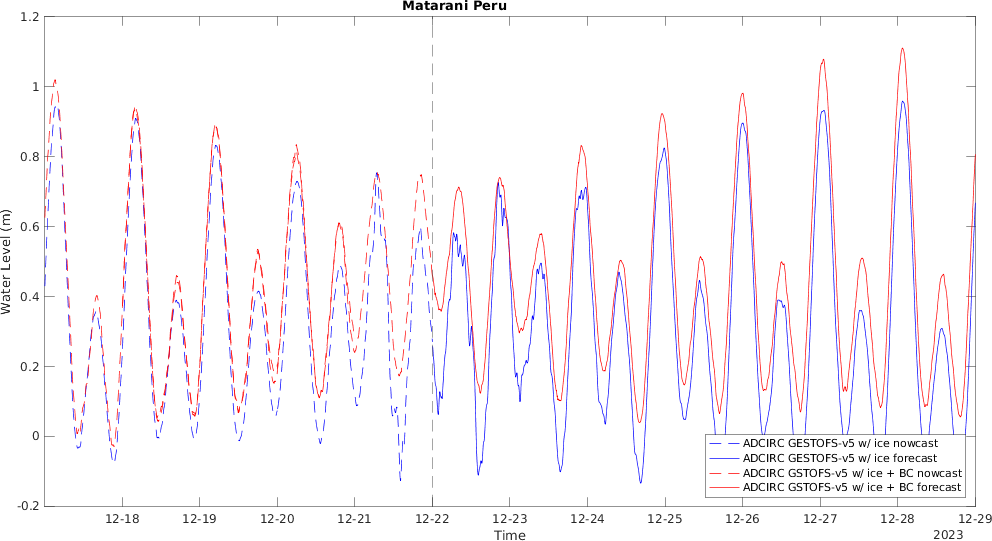 Matarani Peru
1.2
1
0.8
0.6
0.4
0.2
0
-0.2
Water Level (m)
ADCIRC GESTOFS-v5 w/ ice nowcast
ADCIRC GESTOFS-v5 w/ ice forecast
ADCIRC GSTOFS-v5 w/ ice + BC nowcast
ADCIRC GSTOFS-v5 w/ ice + BC forecast
12-18 12-19 12-20 12-21 12-22 12-23 12-24 12-25 12-26 12-27 12-28 12-29
Time
2023